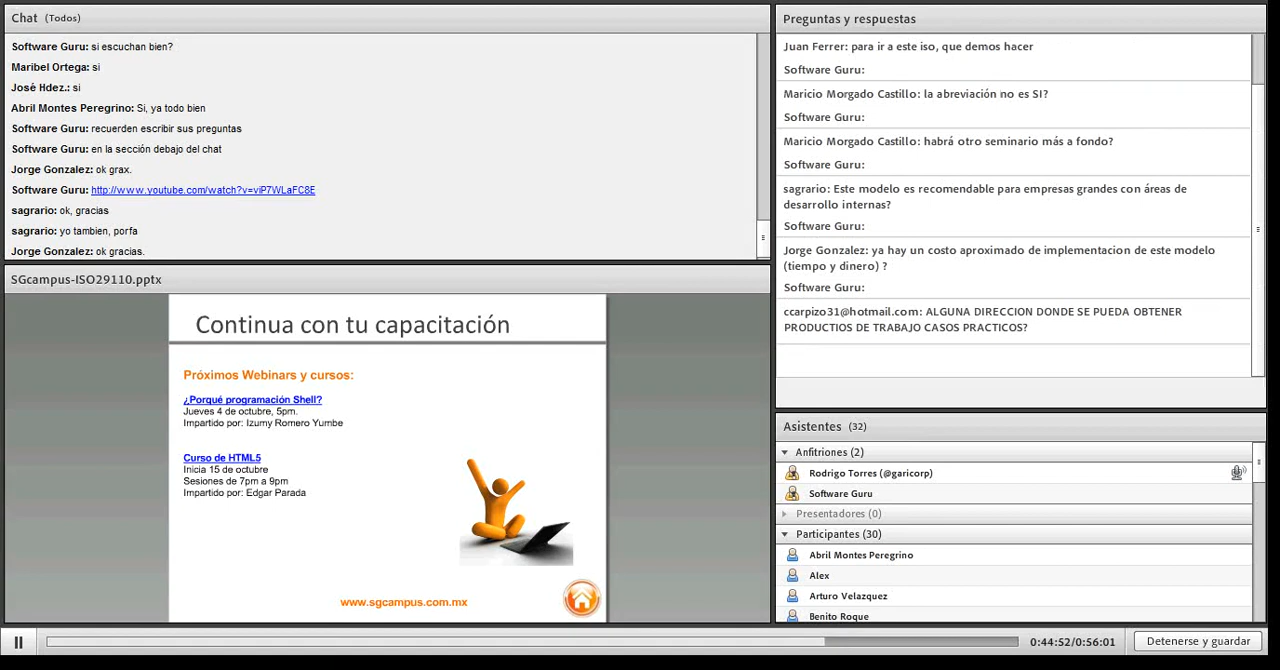 Chat (Todos)
Software Guru: si escuchan bien?
Maribel Ortega: si
José Hdez.: si
Abril Montes Peregrino: Si, ya todo bien
Software Guru: recuerden escribir sus preguntas
Software Guru: en la sección debajo del chat
Jorge Gonzalez: ok grax.
Software Guru: http://www.youtube.com/watch?v=viP7WLaFC8E
sagrario: ok, gracias
sagrario: yo tambien, porfa
Jorge Gonzalez: ok gracias.
SGcampus-ISO29110.pptx
Continua con tu capacitación
Próximos Webinars y cursos:
¿Porqué programación Shell?
Jueves 4 de octubre, 5pm.
Impartido por: Izumy Romero Yumbe
Curso de HTML5
Inicia 15 de octubre
Sesiones de 7pm a 9pm
Impartido por: Edgar Parada
www.sgcampus.com.mx
Preguntas y respuestas
Juan Ferrer: para ir a este iso, que demos hacer
Software Guru:
Maricio Morgado Castillo: la abreviación no es SI?
Software Guru:
Maricio Morgado Castillo: habrá otro seminario más a fondo?
Software Guru:
sagrario: Este modelo es recomendable para empresas grandes con áreas de
desarrollo internas?
Software Guru:
Jorge Gonzalez: ya hay un costo aproximado de implementacion de este modelo
(tiempo y dinero) ?
Software Guru:
ccarpizo31@hotmail.com: ALGUNA DIRECCION DONDE SE PUEDA OBTENER
PRODUCTIOS DE TRABAJO CASOS PRACTICOS?
Asistentes (32)
Anfitriones (2)
Rodrigo Torres (@garicorp)
Software Guru
Presentadores (0)
Participantes (30)
Abril Montes Peregrino
Alex
Arturo Velazquez
Benito Roque
0:44:52/0:56:01
Detenerse y guardar